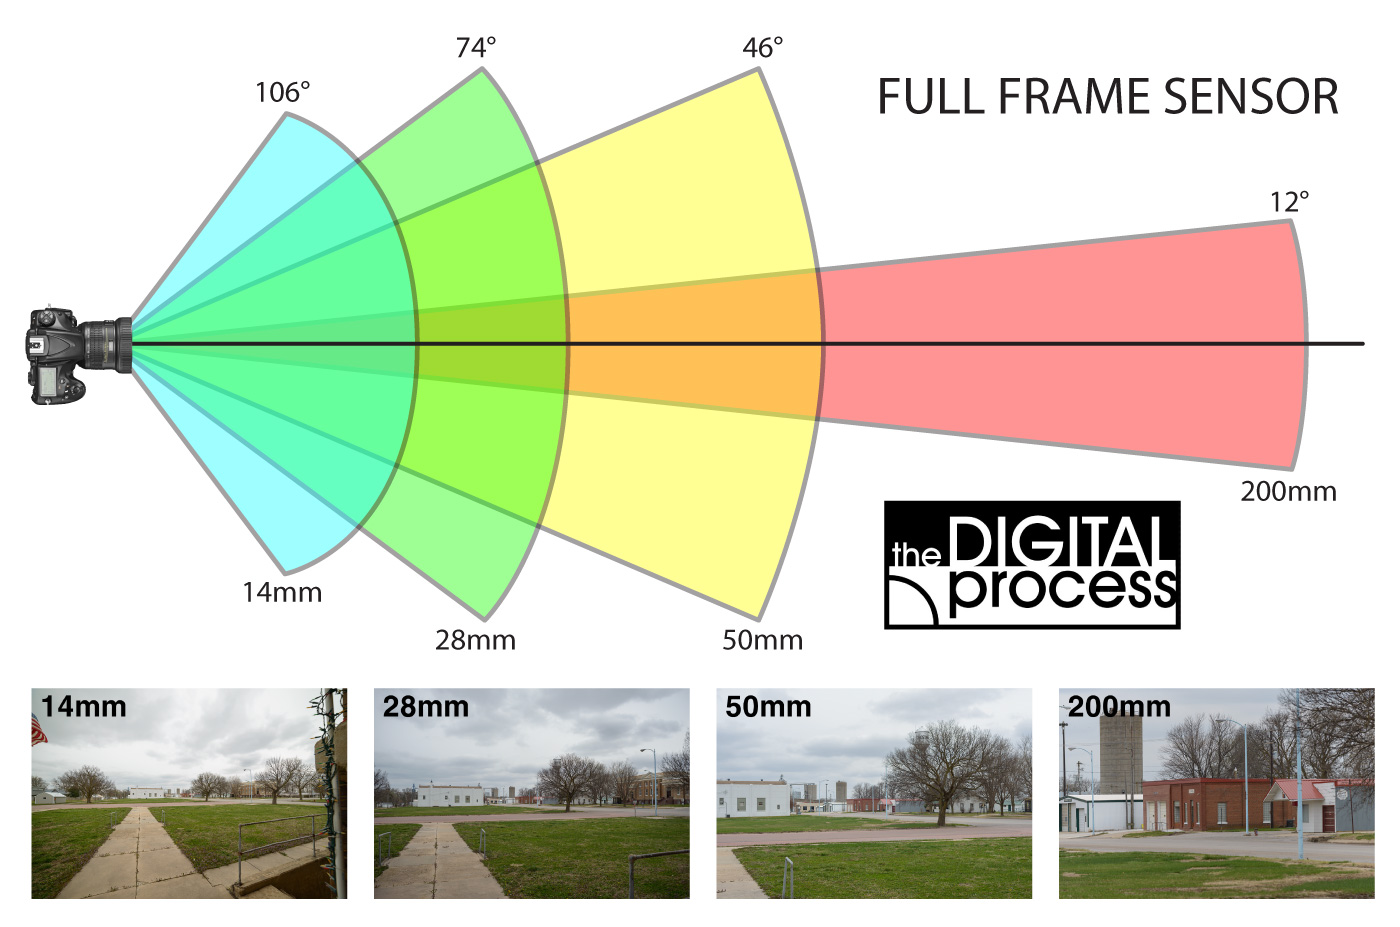 74°
46°
106°
FULL FRAME SENSOR
12°
200mm
the DIGITAL
process
14mm
28mm
50mm
14mm
28mm
50mm
200mm